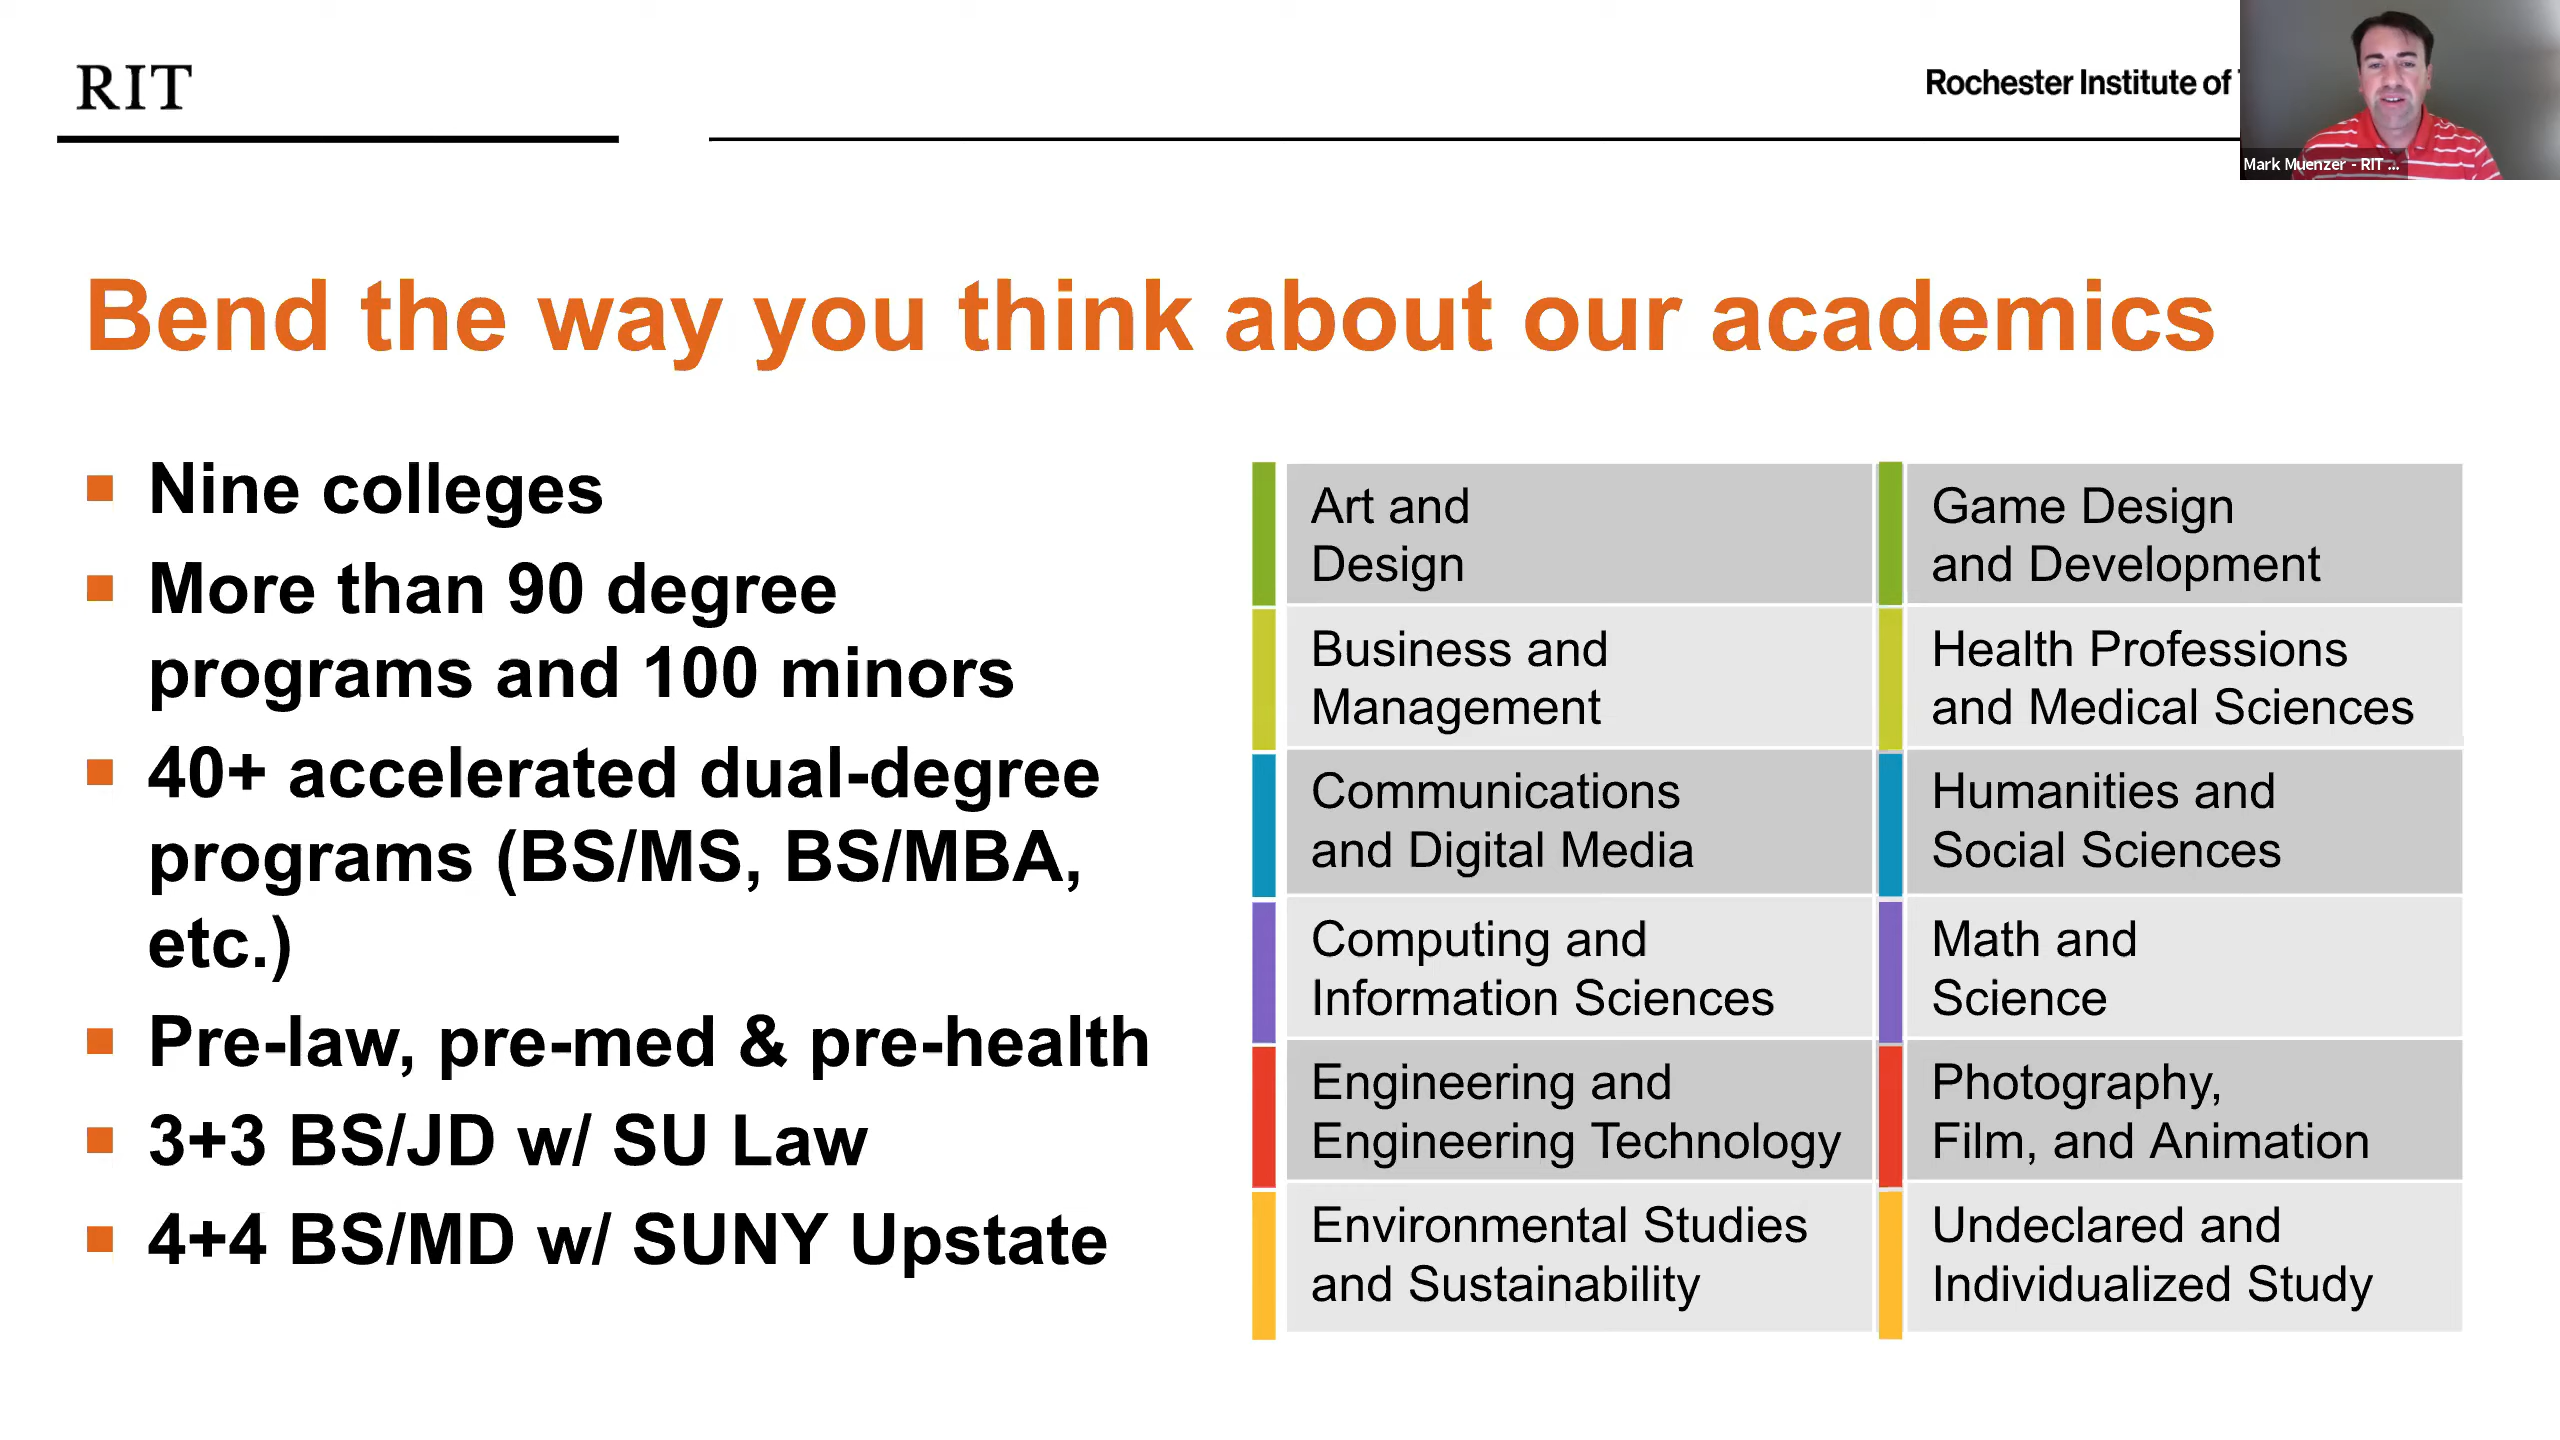 RIT
Rochester Institute of
Mark Muenzer - RIT ...
Bend the way you think about our academics
Nine colleges
More than 90 degree
programs and 100 minors
40+ accelerated dual-degree
programs (BS/MS, BS/MBA,
etc.)
Pre-law, pre-med & pre-health
3+3 BS/JD w/ SU Law
4+4 BS/MD w/ SUNY Upstate
Art and
Design
Game Design
and Development
Business and
Management
Health Professions
and Medical Sciences
Communications
and Digital Media
Humanities and
Social Sciences
Computing and
Information Sciences
Math and
Science
Engineering and
Engineering Technology
Photography,
Film, and Animation
Environmental Studies
and Sustainability
Undeclared and
Individualized Study